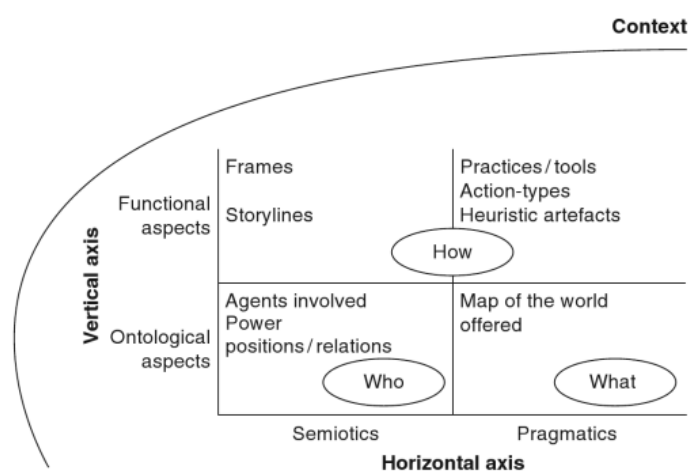 Context
Vertical axis
Functional
aspects
Frames
Storylines
Practices / tools
Action-types
Heuristic artefacts
How
Ontological
aspects
Agents involved
Power
positions / relations
Who
Map of the world
offered
What
Semiotics
Pragmatics
Horizontal axis